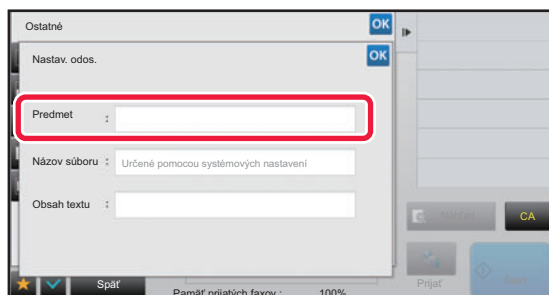 Ostatné
OK
Nastav. odos.
OK
Predmet :
Názov súboru : Určené pomocou systémových nastavení
Obsah textu :
CA
Späť
Pamäť prijatých faxov : 100%
Prijať
Štart